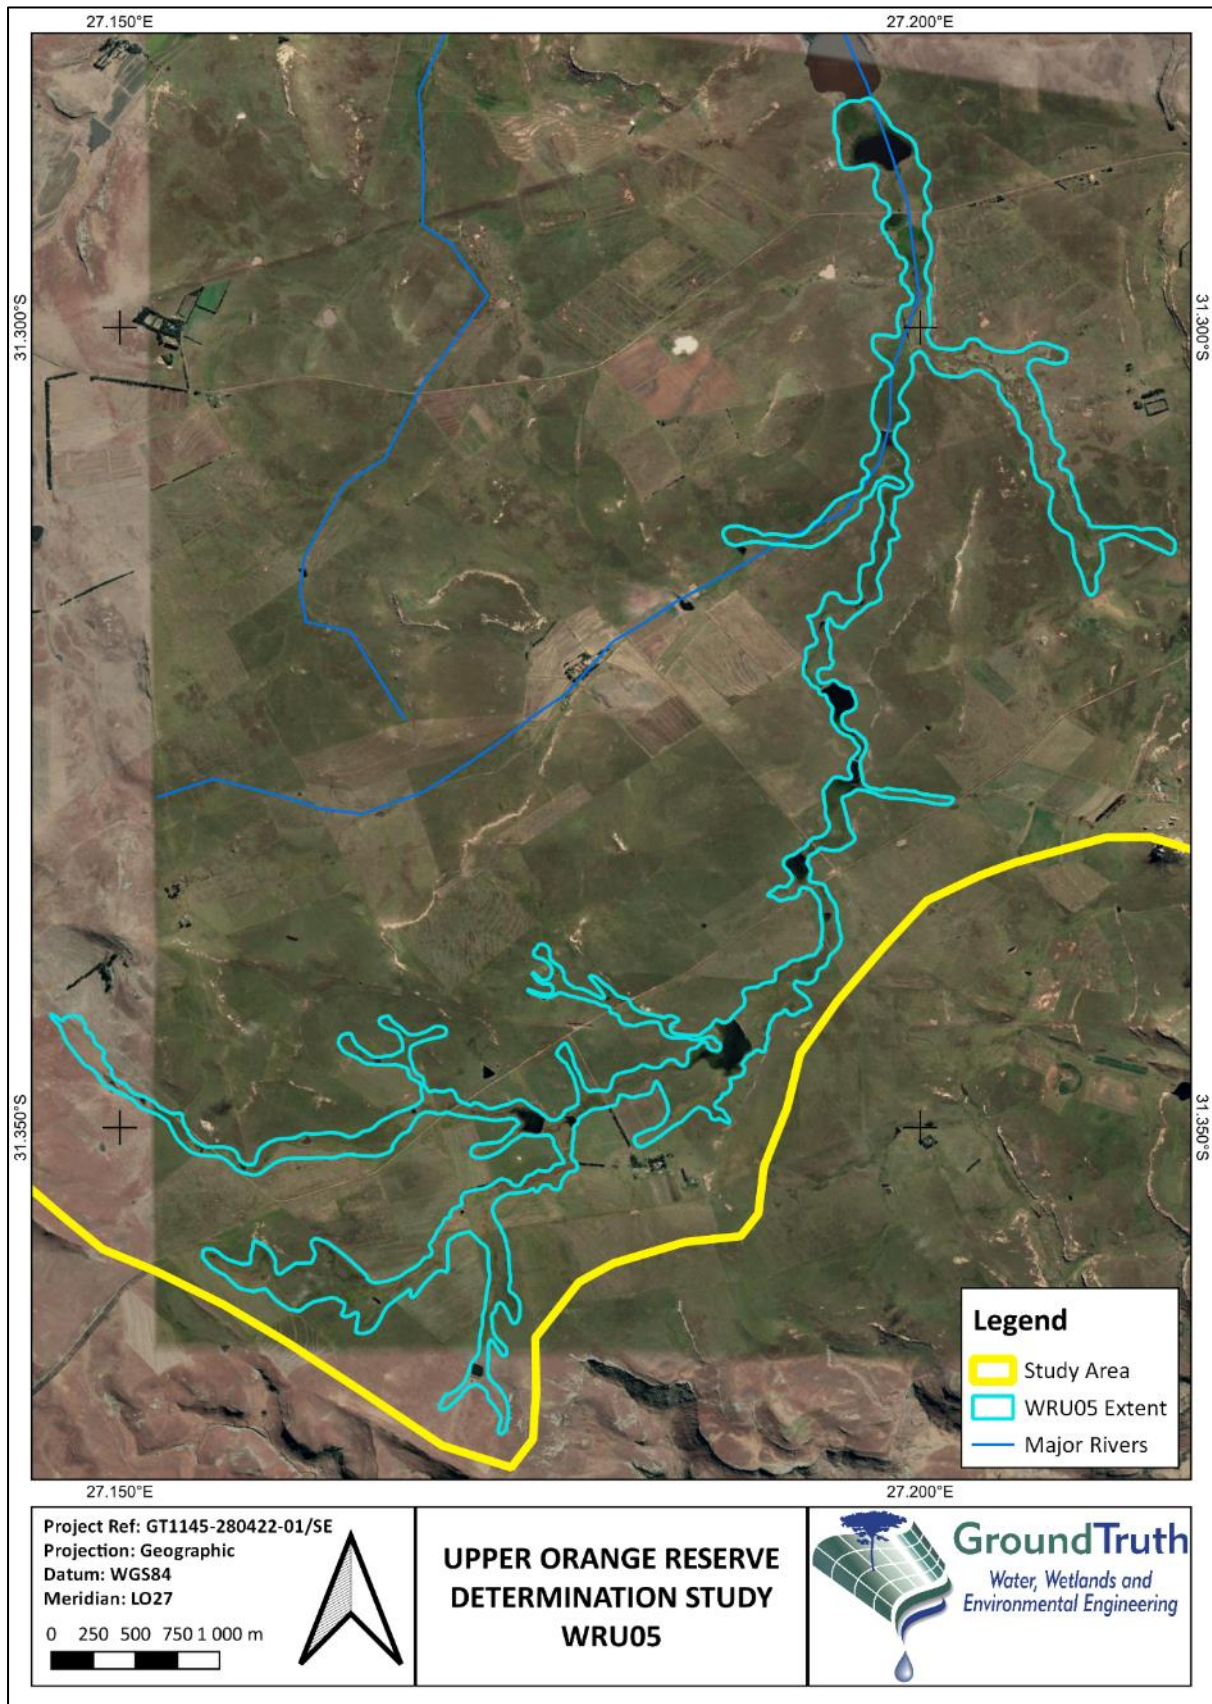 27.150°E
27.200°E
31.300°S
31.300°S
31.350°S
31.350°S
Legend
Study Area
WRU05 Extent
Major Rivers
27.150°E
27.200°E
Project Ref: GT1145-280422-01/SE
Projection: Geographic
Datum: WGS84
Meridian: LO27
0 250 500 750 1 000 m
UPPER ORANGE RESERVE
DETERMINATION STUDY
WRU05
GroundTruth
Water, Wetlands and
Environmental Engineering